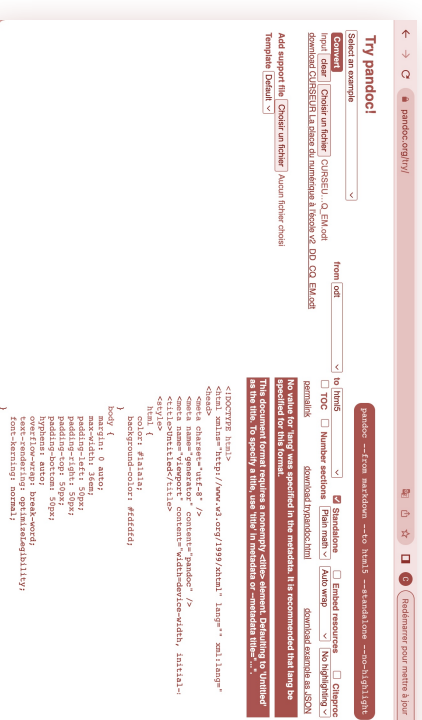 pandoc.org/try/
C
Redémarrer pour mettre à jour
Try pandoc!
pandoc --from markdown --to html5 --standalone --no-highlight
Select an example
Convert
from odt to html5 Standalone Embed resources Citeproc
TOC Number sections Plain math Auto wrap No highlighting
Input clear Choisir un fichier CURSEU...Q_EM.odt
download CURSEUR La place du numérique à l'école v2_DD_CQ_EM.odt
permalink download trypandoc.html download example as JSON
Add support file Choisir un fichier Aucun fichier choisi
Template Default
No value for 'lang' was specified in the metadata. It is recommended that lang be
specified for this format.
This document format requires a nonempty <title> element. Defaulting to 'Untitled'
as the title. To specify a title, use 'title' in metadata or --metadata title="...".
<!DOCTYPE html>
<html xmlns="http://www.w3.org/1999/xhtml" lang="" xml:lang="
<head>
<meta charset="utf-8" />
<meta name="generator" content="pandoc" />
<meta name="viewport" content="width=device-width, initial-
<title>Untitled</title>
<style>
html {
color: #1a1a1a;
background-color: #fdfdfd;
}
body {
margin: 0 auto;
max-width: 36em;
padding-left: 50px;
padding-right: 50px;
padding-top: 50px;
padding-bottom: 50px;
hyphens: auto;
overflow-wrap: break-word;
text-rendering: optimizeLegibility;
font-kerning: normal;
}